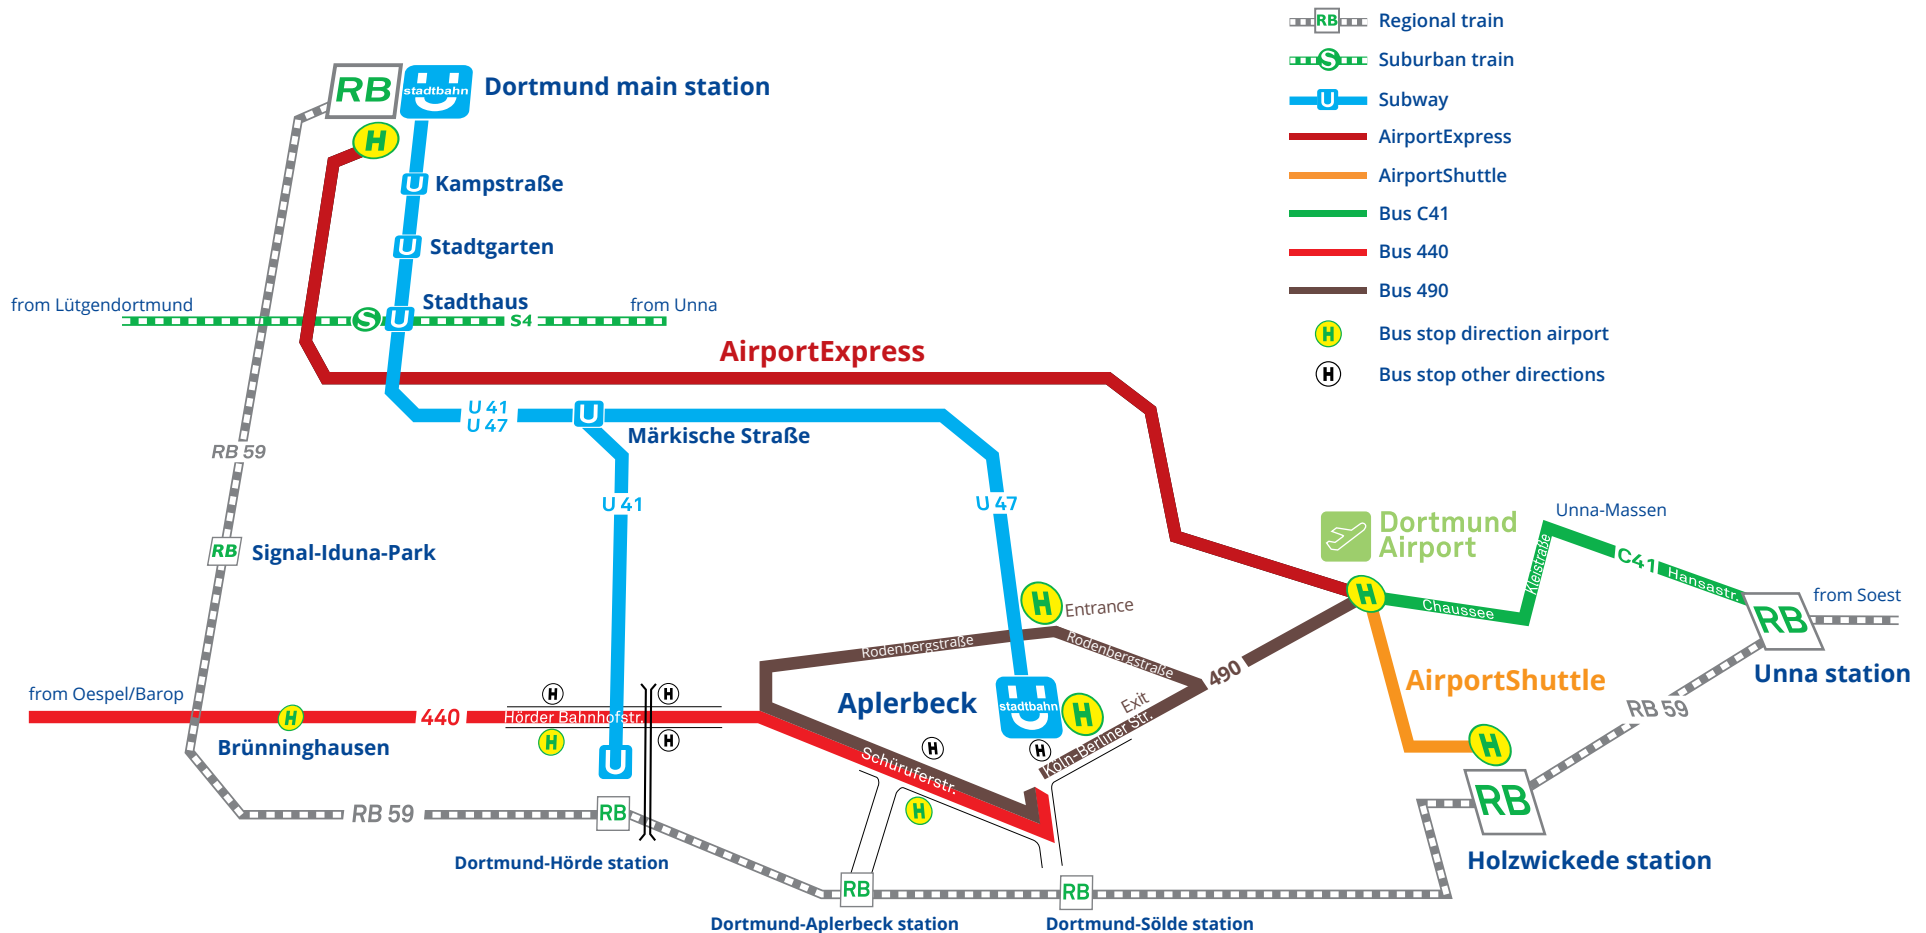 RB
Regional train
S
Suburban train
U
Subway
AirportExpress
AirportShuttle
Bus C41
Bus 440
Bus 490
H
Bus stop direction airport
H
Bus stop other directions
RB
stadtbahn
U
Dortmund main station
H
U
Kampstraße
U
Stadtgarten
Stadthaus
from Lütgendortmund
from Unna
S
U
S4
AirportExpress
U 41
U 47
U
Märkische Straße
RB 59
U 41
U 47
Unna-Massen
Dortmund
Airport
RB
Signal-Iduna-Park
Kleistraße
C41
Hansastr.
H
Entrance
H
Chaussee
from Soest
RB
Rodenbergstraße
Rodenbergstraße
490
Unna station
AirportShuttle
from Oespel/Barop
H
H
Aplerbeck
stadtbahn
U
H
Exit
RB 59
H
440
Hörder Bahnhofstr.
Köln-Berliner Str.
Brünninghausen
H
H
H
H
H
U
Schüruferstr.
RB
RB 59
RB
H
Dortmund-Hörde station
Holzwickede station
RB
RB
Dortmund-Aplerbeck station
Dortmund-Sölde station